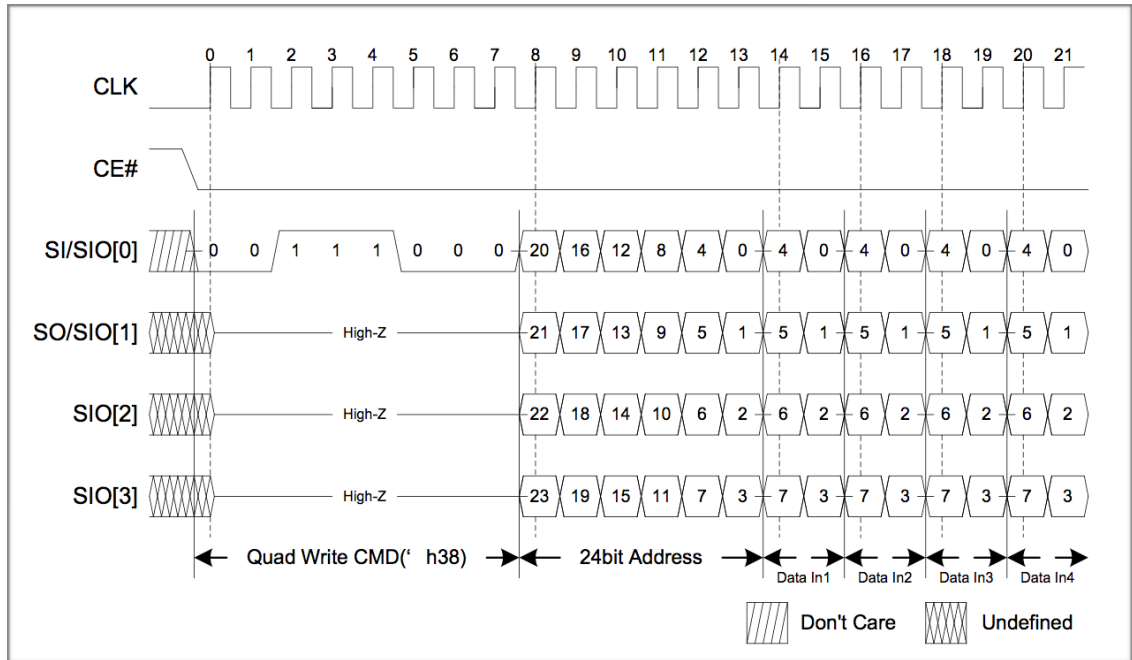 0 1 2 3 4 5 6 7 8 9 10 11 12 13 14 15 16 17 18 19 20 21
CLK
CE#
SI/SIO[0] 0 0 1 1 1 0 0 0 20 16 12 8 4 0 4 0 4 0 4 0 4 0
SO/SIO[1] High-Z 21 17 13 9 5 1 5 1 5 1 5 1 5 1
SIO[2] High-Z 22 18 14 10 6 2 6 2 6 2 6 2 6 2
SIO[3] High-Z 23 19 15 11 7 3 7 3 7 3 7 3 7 3
Quad Write CMD(‘ h38) 24bit Address
Data In1 Data In2 Data In3 Data In4
Don't Care Undefined